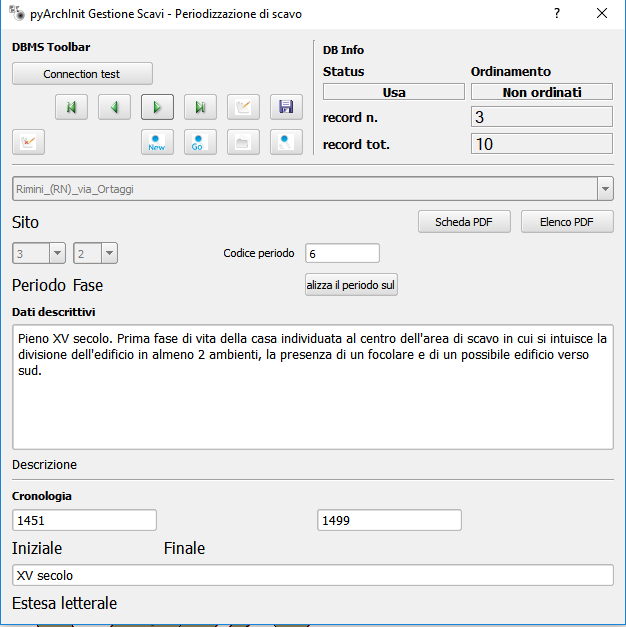 pyArchInit Gestione Scavi - Periodizzazione di scavo
?
DBMS Toolbar
DB Info
Connection test
Status
Ordinamento
Usa
Non ordinati
record n.
3
New
Go
record tot.
10
Rimini_(RN)_via_Ortaggi
Sito
Scheda PDF
Elenco PDF
3
2
Codice periodo
6
Periodo Fase
alizza il periodo sul
Dati descrittivi
Pieno XV secolo. Prima fase di vita della casa individuata al centro dell'area di scavo in cui si intuisce la
divisione dell'edificio in almeno 2 ambienti, la presenza di un focolare e di un possibile edificio verso
sud.
Descrizione
Cronologia
1451
1499
Iniziale
Finale
XV secolo
Estesa letterale